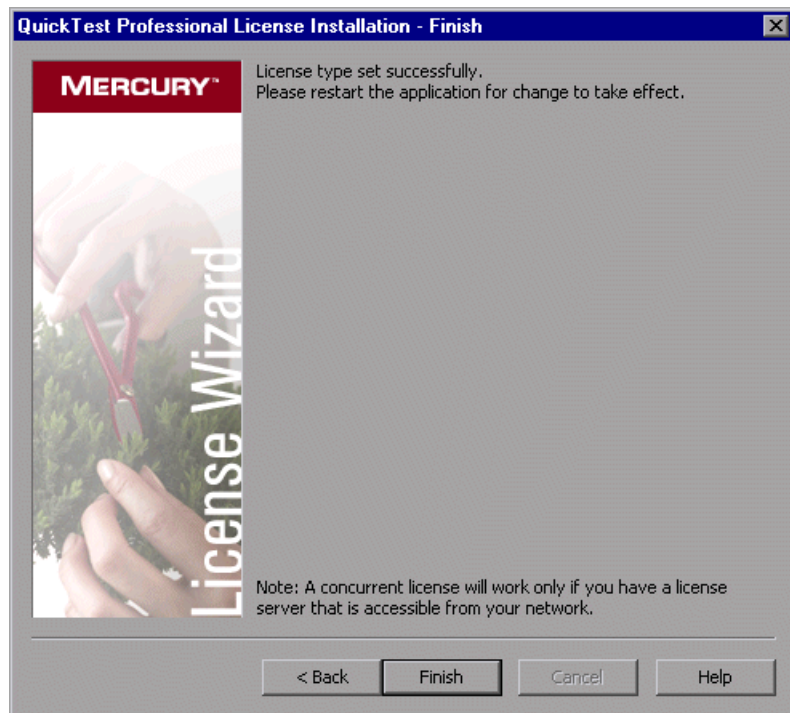 QuickTest Professional License Installation - Finish
MERCURY™
License Wizard
License type set successfully.
Please restart the application for change to take effect.
Note: A concurrent license will work only if you have a license
server that is accessible from your network.
< Back
Finish
Cancel
Help